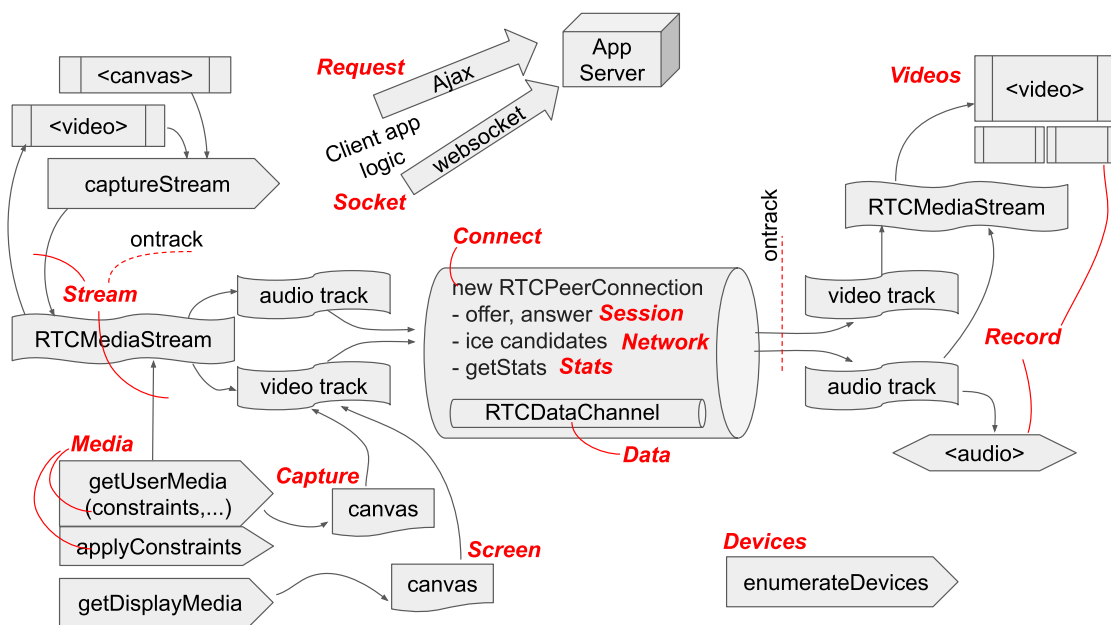 <canvas>
<video>
captureStream
Request
Ajax
App
Server
Client app
logic
websocket
Socket
Videos
<video>
RTCMediaStream
ontrack
Stream
RTCMediaStream
audio track
video track
Connect
new RTCPeerConnection
- offer, answer Session
- ice candidates Network
- getStats Stats
RTCDataChannel
Data
ontrack
video track
audio track
Record
<audio>
Media
getUserMedia
(constraints,...)
applyConstraints
getDisplayMedia
Capture
canvas
Screen
canvas
Devices
enumerateDevices